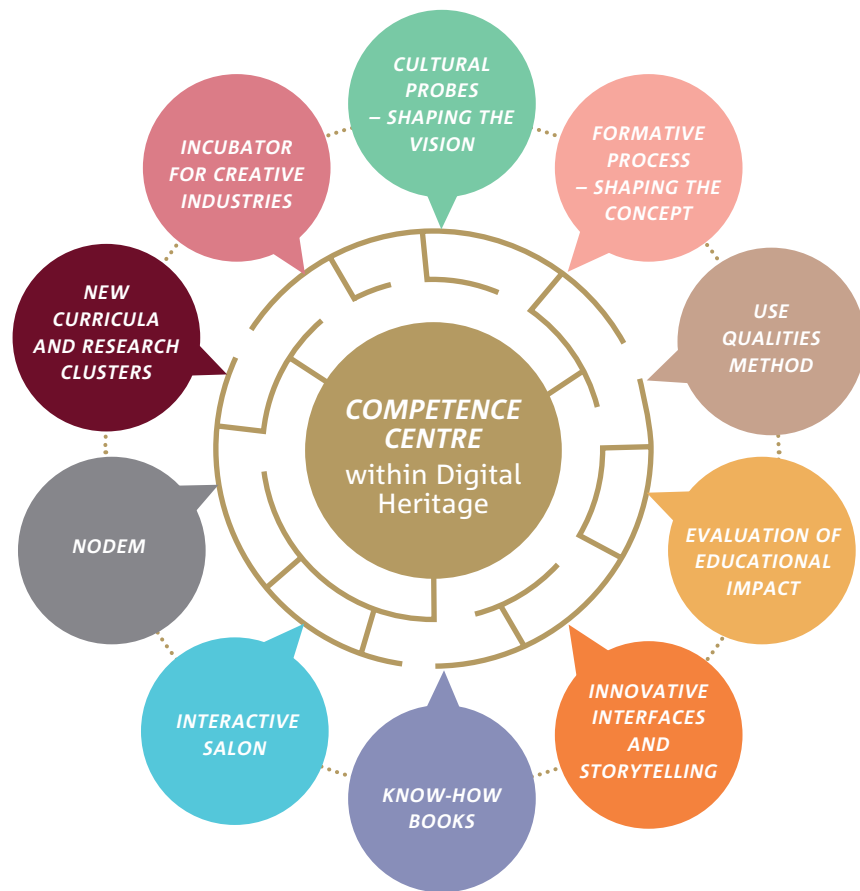 CULTURAL
PROBES
– SHAPING THE
VISION
FORMATIVE
PROCESS
– SHAPING THE
CONCEPT
USE
QUALITIES
METHOD
EVALUATION OF
EDUCATIONAL
IMPACT
INNOVATIVE
INTERFACES
AND
STORYTELLING
KNOW-HOW
BOOKS
INTERACTIVE
SALON
NODEM
NEW
CURRICULA
AND RESEARCH
CLUSTERS
INCUBATOR
FOR CREATIVE
INDUSTRIES
COMPETENCE
CENTRE
within Digital
Heritage